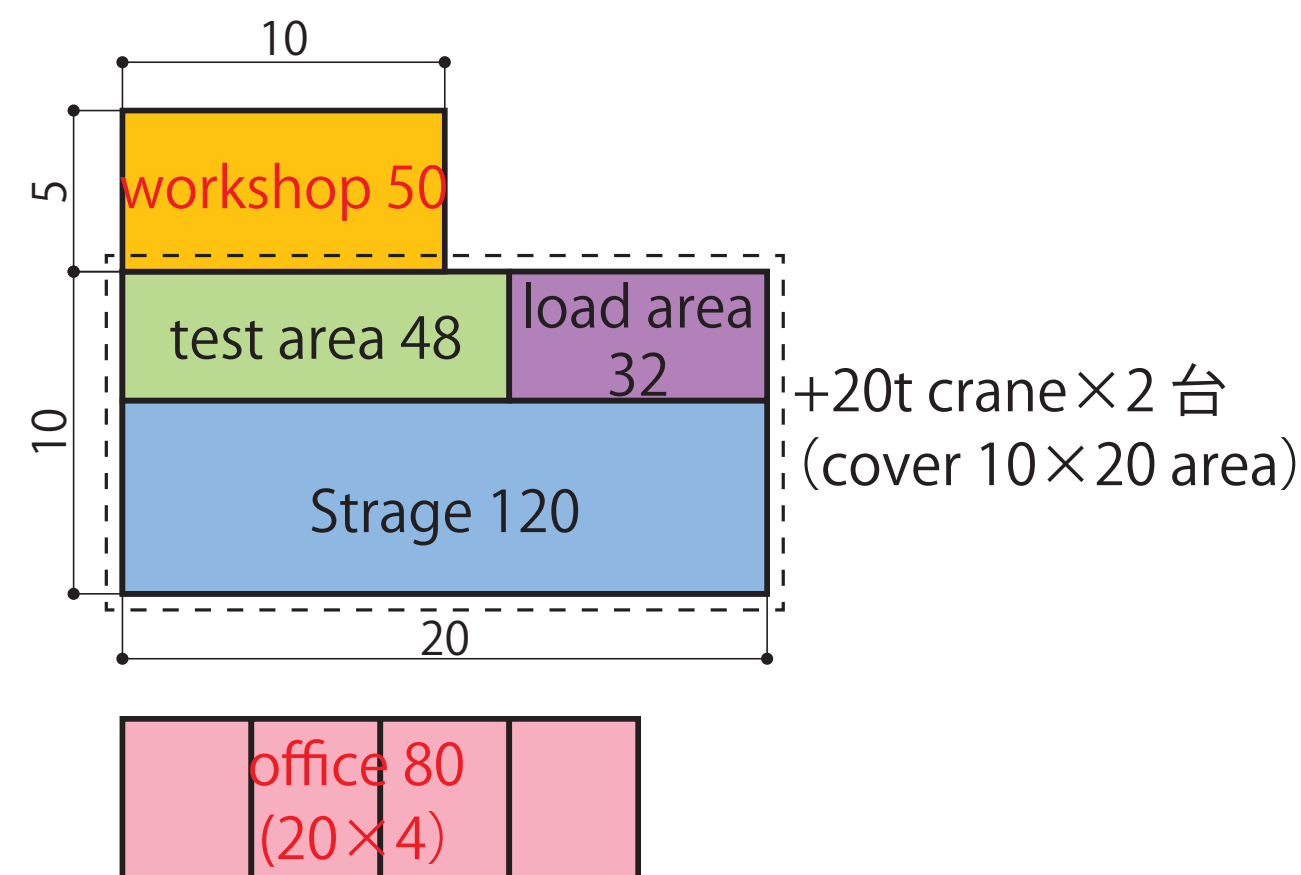 10
5
workshop 50
test area 48
load area
32
10
+20t crane×2 台
（cover 10×20 area）
Strage 120
20
office 80
(20×4）